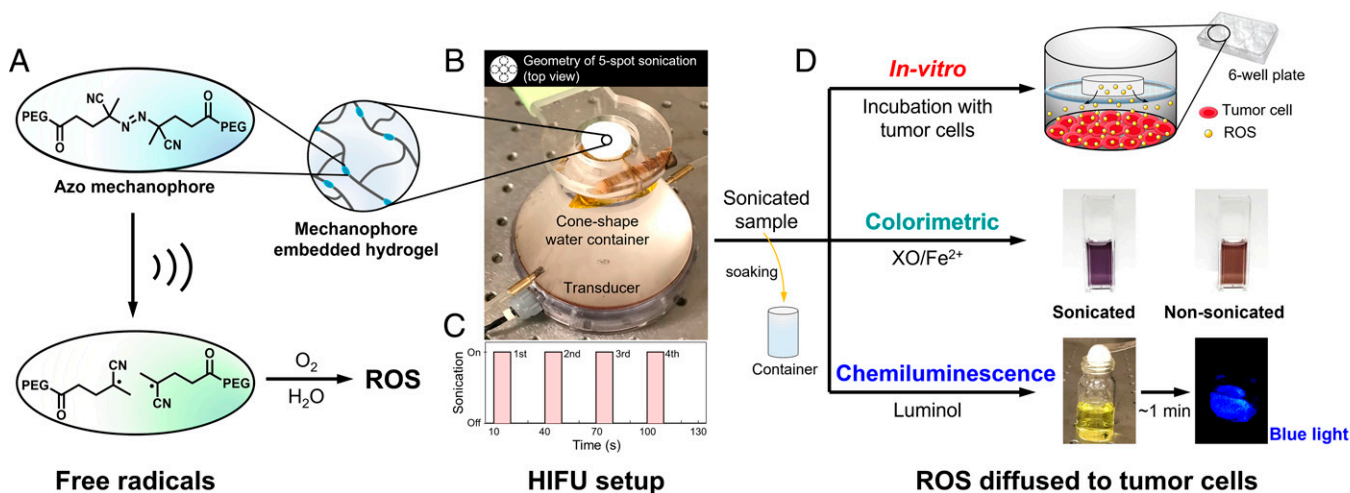 A
NC
PEG
O
N
N
O
PEG
CN
Azo mechanophore
Mechanophore
embedded hydrogel
CN
O
PEG
O
PEG
CN
O2
H2O
ROS
Free radicals
B
Geometry of 5-spot sonication
(top view)
Cone-shape
water container
Transducer
C
Sonication
On
Off
1st
2nd
3rd
4th
10
40
70
100
130
Time (s)
HIFU setup
Sonicated
sample
soaking
Container
D
In-vitro
Incubation with
tumor cells
6-well plate
Tumor cell
ROS
Colorimetric
XO/Fe2+
Sonicated
Non-sonicated
Chemiluminescence
Luminol
~1 min
Blue light
ROS diffused to tumor cells